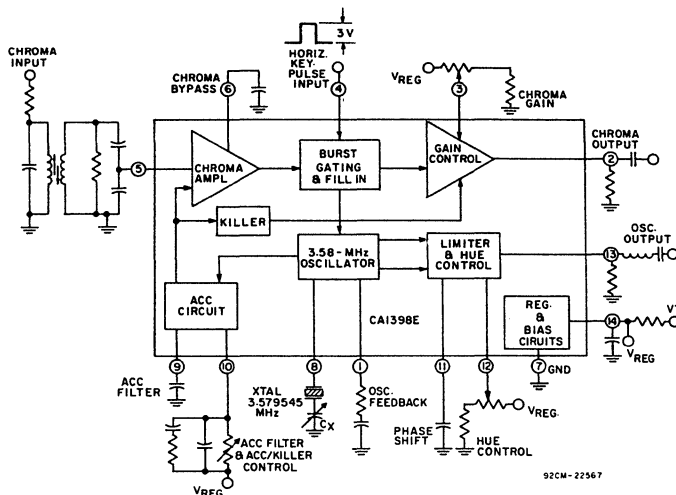 CHROMA
INPUT
CHROMA
BYPASS
6
3V
HORIZ.
KEY-
PULSE
INPUT
4
VREG
3
CHROMA
GAIN
CHROMA
OUTPUT
2
5
CHROMA
AMPL
BURST
GATING
& FILL IN
GAIN
CONTROL
KILLER
3.58-MHz
OSCILLATOR
LIMITER
& HUE
CONTROL
OSC.
OUTPUT
13
ACC
CIRCUIT
CA1398E
REG.
& BIAS
CIRUITS
14
V+
VREG
9
10
8
1
11
12
7
GND
ACC
FILTER
XTAL
3.579545
MHz
CX
OSC.
FEEDBACK
PHASE
SHIFT
HUE
CONTROL
VREG.
ACC FILTER
& ACC/KILLER
CONTROL
VREG
92CM-22567